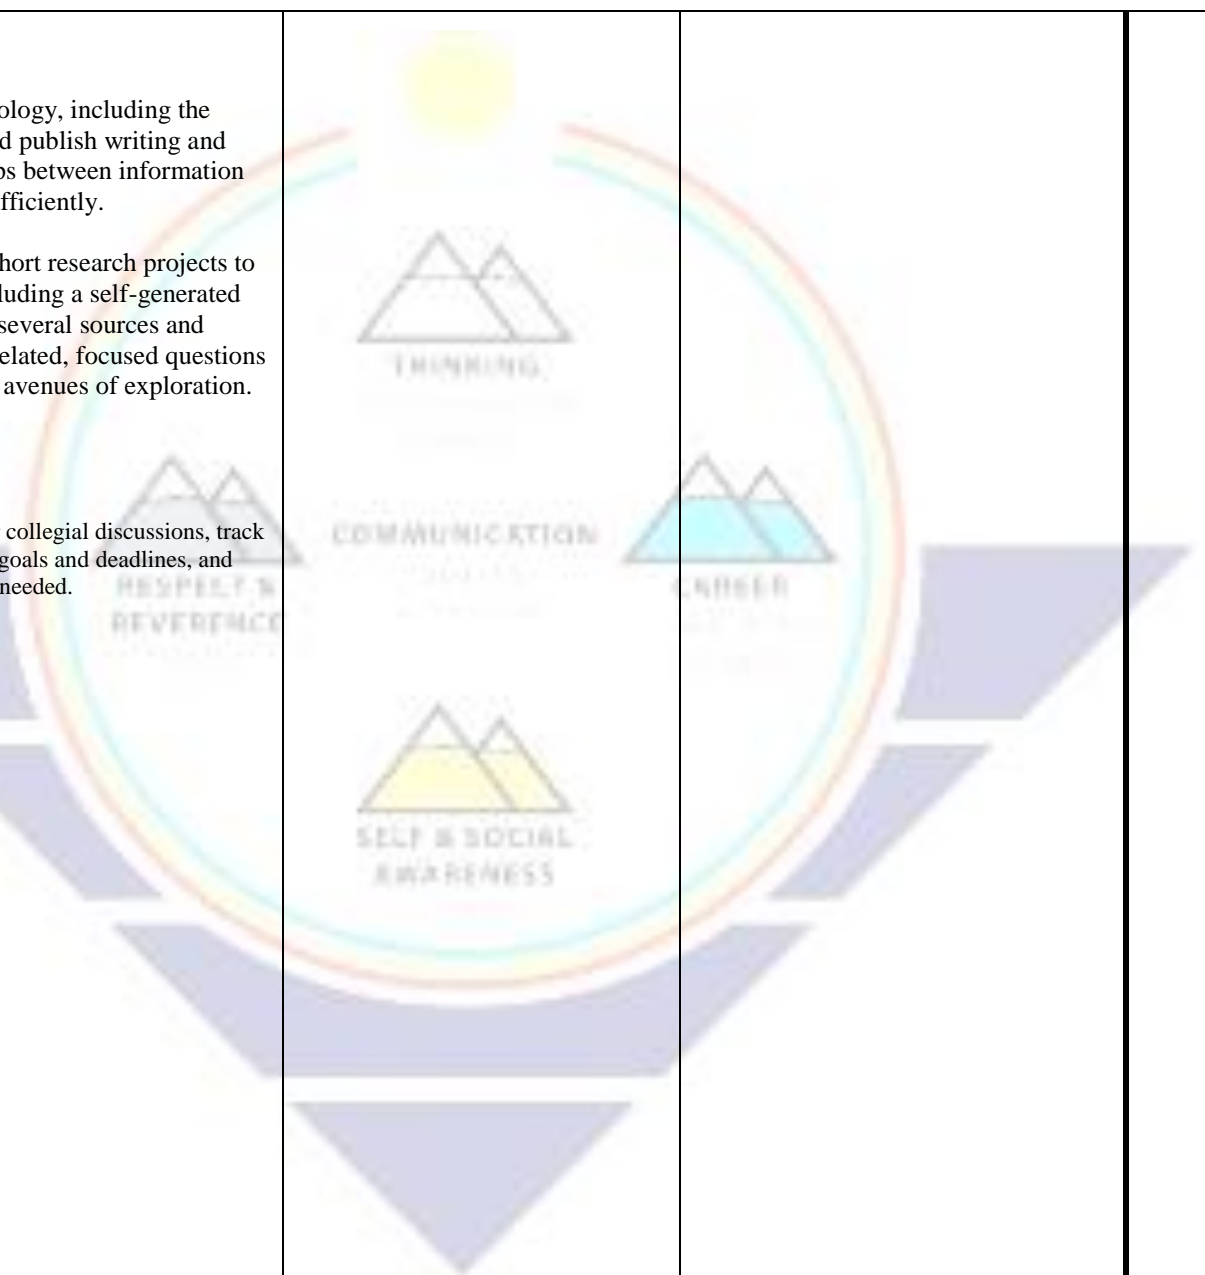 ology, including the
d publish writing and
ps between information
fficiently.
hort research projects to
luding a self-generated
several sources and
elated, focused questions
avenues of exploration.
collegial discussions, track
goals and deadlines, and
needed.
THINKING
COMMUNICATION
RESPECT &
REVERENCE
CAREER
SELF & SOCIAL
AWARENESS